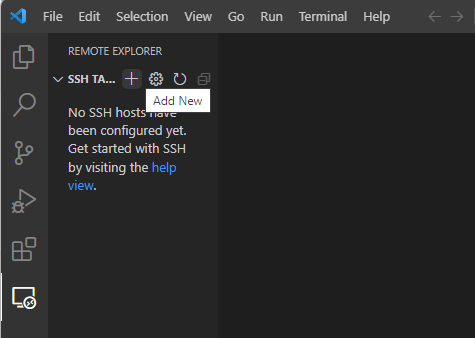 File Edit Selection View Go Run Terminal Help
REMOTE EXPLORER
SSH TA...
Add New
No SSH hosts have
been configured yet.
Get started with SSH
by visiting the help
view.